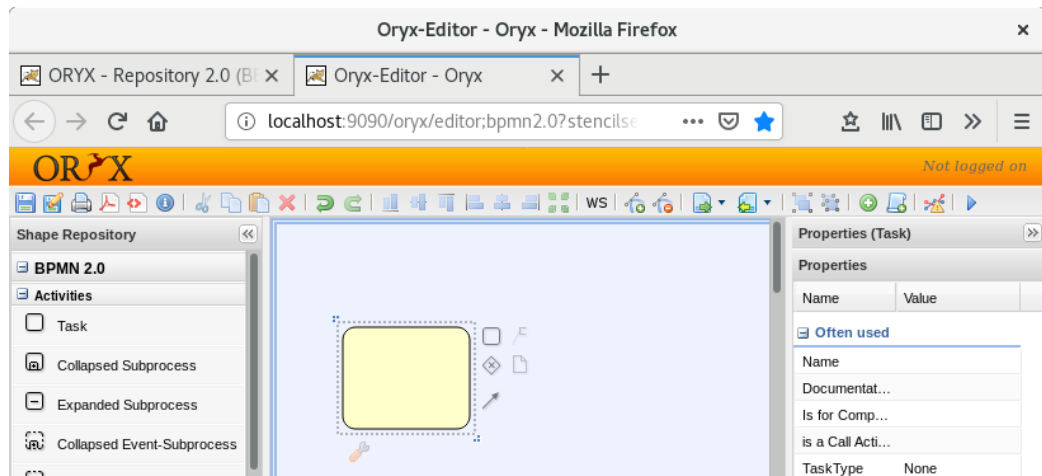 Oryx-Editor - Oryx - Mozilla Firefox
ORYX - Repository 2.0 (B
Oryx-Editor - Oryx
localhost:9090/oryx/editor;bpmn2.0?stencilse
ORYX
Not logged on
WS
Shape Repository
Properties (Task)
BPMN 2.0
Properties
Activities
Name Value
Task
Often used
Collapsed Subprocess
Name
Documentat...
Expanded Subprocess
Is for Comp...
Collapsed Event-Subprocess
is a Call Acti...
TaskType None